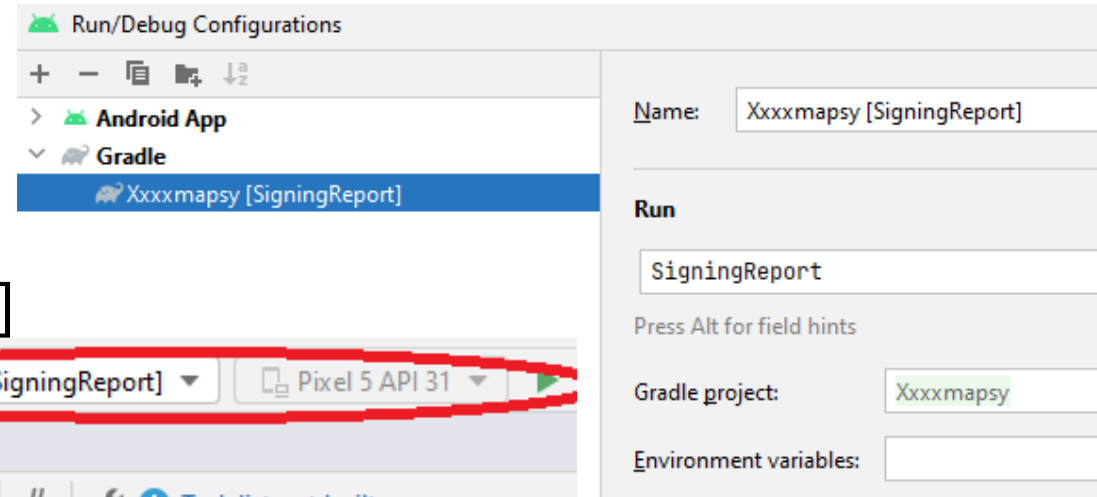 Run/Debug Configurations
Android App
Gradle
Xxxxmapsy [SigningReport]
Name: Xxxxmapsy [SigningReport]
Run
SigningReport
Press Alt for field hints
Gradle project: Xxxxmapsy
Environment variables:
SigningReport]
Pixel 5 API 31